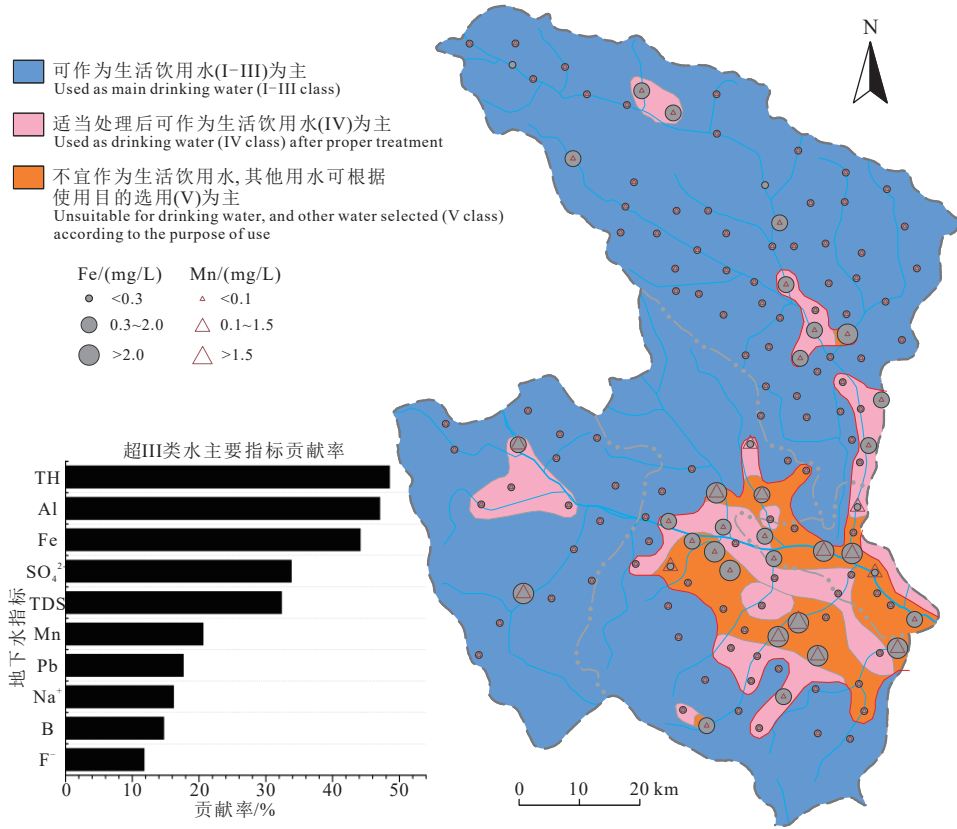 N
可作为生活饮用水(I-III)为主
Used as main drinking water (I-III class)
适当处理后可作为生活饮用水(IV)为主
Used as drinking water (IV class) after proper treatment
不宜作为生活饮用水, 其他用水可根据
使用目的选用(V)为主
Unsuitable for drinking water, and other water selected (V class)
according to the purpose of use
Fe/(mg/L) Mn/(mg/L)
<0.3 <0.1
0.3~2.0 0.1~1.5
>2.0 >1.5
超III类水主要指标贡献率
地下水指标
TH
Al
Fe
SO₄²⁻
TDS
Mn
Pb
Na⁺
B
F⁻
0 10 20 30 40 50
贡献率/%
0 10 20 km